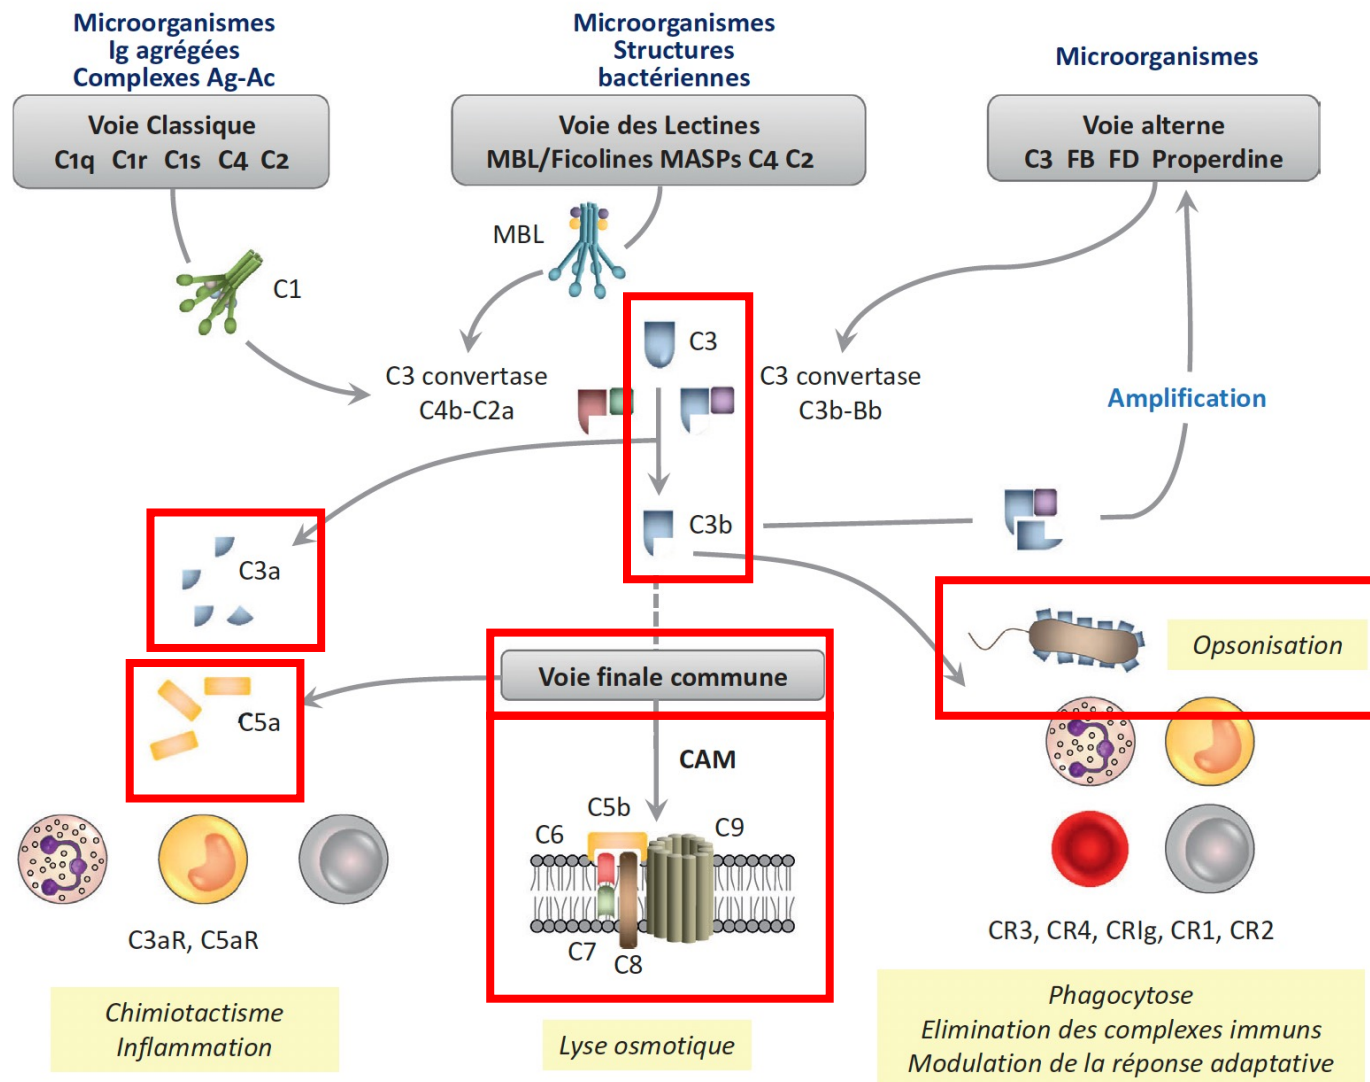 Microorganismes
Ig agrégées
Complexes Ag-Ac
Voie Classique
C1q C1r C1s C4 C2
Microorganismes
Structures
bactériennes
Voie des Lectines
MBL/Ficolines MASPs C4 C2
Microorganismes
Voie alterne
C3 FB FD Properdine
MBL
C1
C3
C3 convertase
C4b-C2a
C3 convertase
C3b-Bb
Amplification
C3b
C3a
Opsonisation
Voie finale commune
C5a
CAM
C5b
C6
C9
C7
C8
C3aR, C5aR
CR3, CR4, CRIg, CR1, CR2
Chimiotactisme
Inflammation
Lyse osmotique
Phagocytose
Elimination des complexes immuns
Modulation de la réponse adaptative